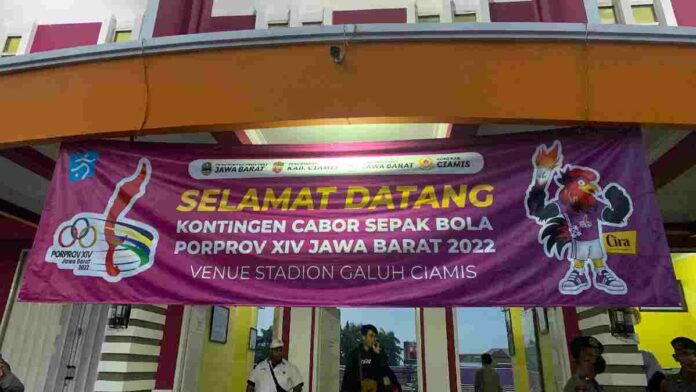 JAWA BARAT
KAB. CIAMIS
JAWA BARAT
CIAMIS
SELAMAT DATANG
KONTINGEN CABOR SEPAK BOLA
PORPROV XIV JAWA BARAT 2022
VENUE STADION GALUH CIAMIS
PORPROV XIV
Jawa Barat
2022
Cira